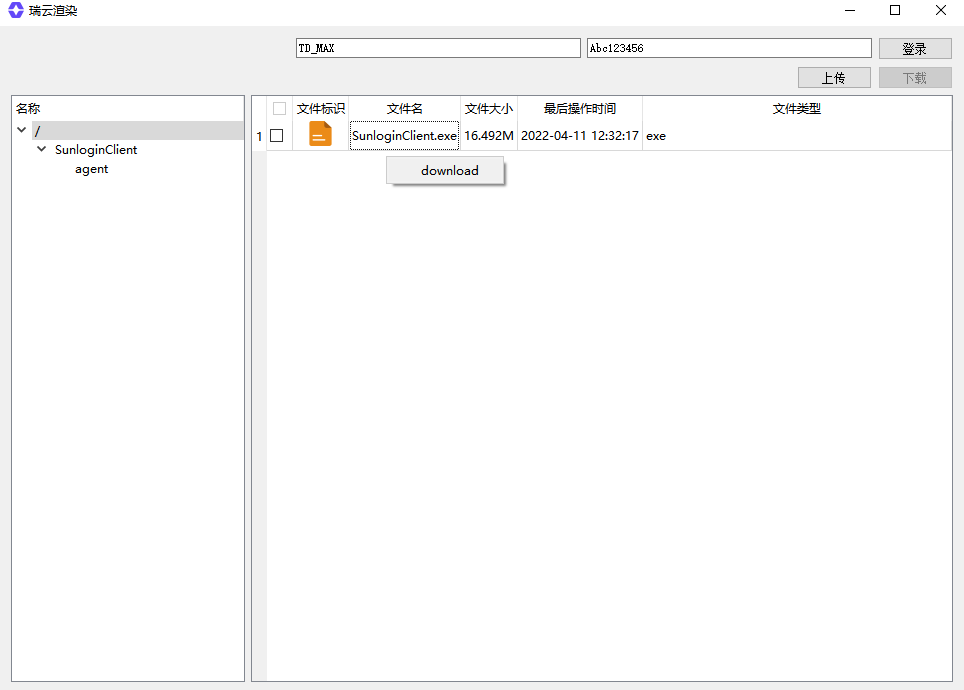 瑞云渲染
TD_MAX Abc123456 登录
上传 下载
名称
/
SunloginClient
agent
文件标识 文件名 文件大小 最后操作时间 文件类型
1 SunloginClient.exe 16.492M 2022-04-11 12:32:17 exe
download